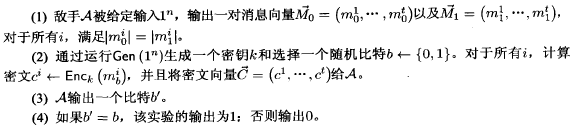 (1) 敌手𝒜被给定输入1ⁿ，输出一对消息向量M⃗₀ = (m₀¹, ⋯, m₀ᵗ)以及M⃗₁ = (m₁¹, ⋯, m₁ᵗ)，
对于所有i，满足|m₀ⁱ| = |m₁ⁱ|。
(2) 通过运行Gen (1ⁿ)生成一个密钥k和选择一个随机比特b ← {0, 1}。对于所有i，计算
密文cⁱ ← Encₖ (m_bⁱ)，并且将密文向量C⃗ = (c¹, ⋯, cᵗ)给𝒜。
(3) 𝒜输出一个比特b′。
(4) 如果b′ = b，该实验的输出为1；否则输出0。